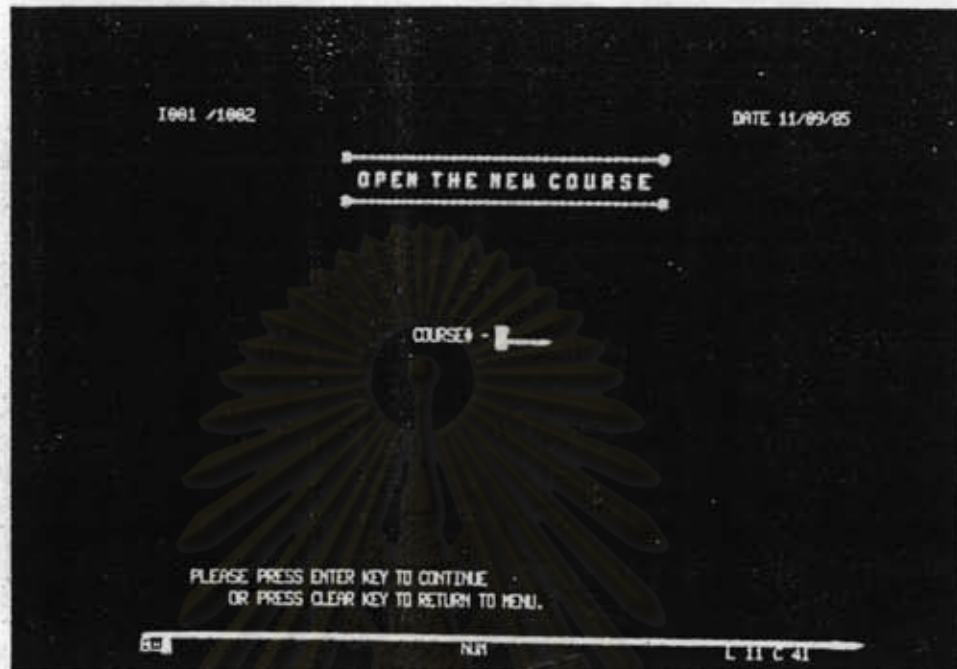 I001 /1002 DATE 11/09/85
OPEN THE NEW COURSE
COURSE# -
PLEASE PRESS ENTER KEY TO CONTINUE
OR PRESS CLEAR KEY TO RETURN TO MENU.
NUM L 11 C 41